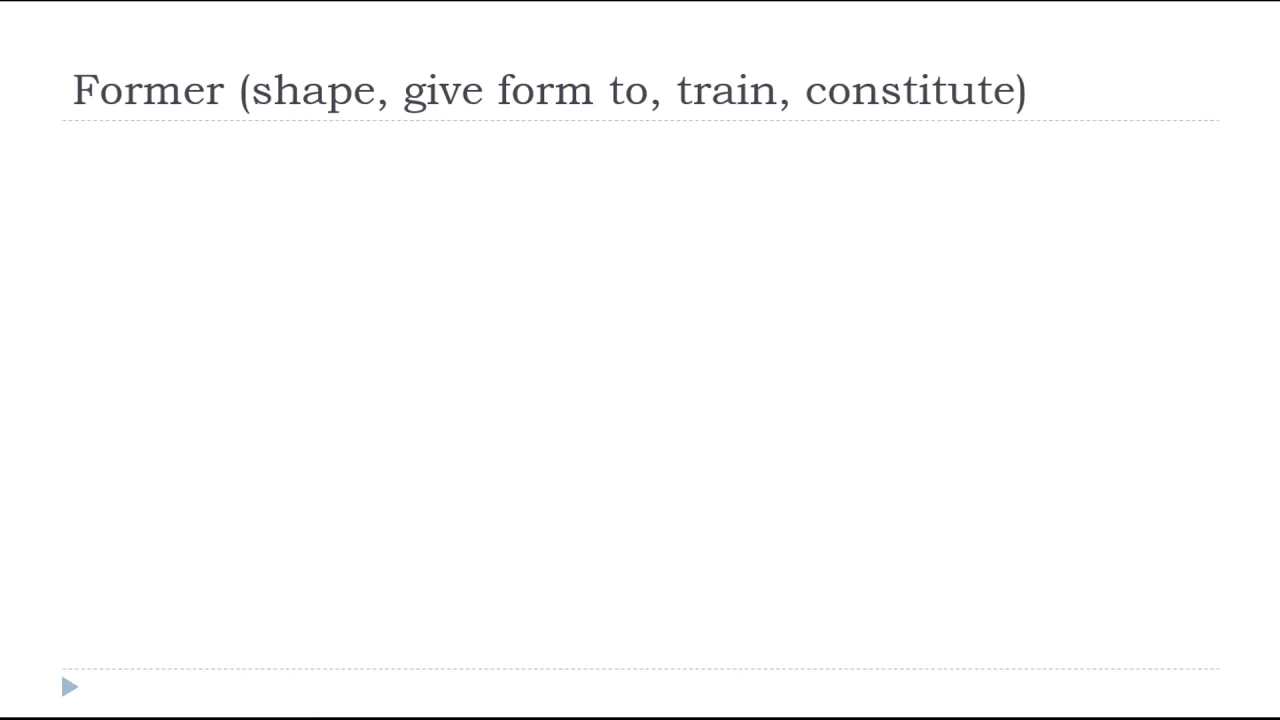 Former (shape, give form to, train, constitute)